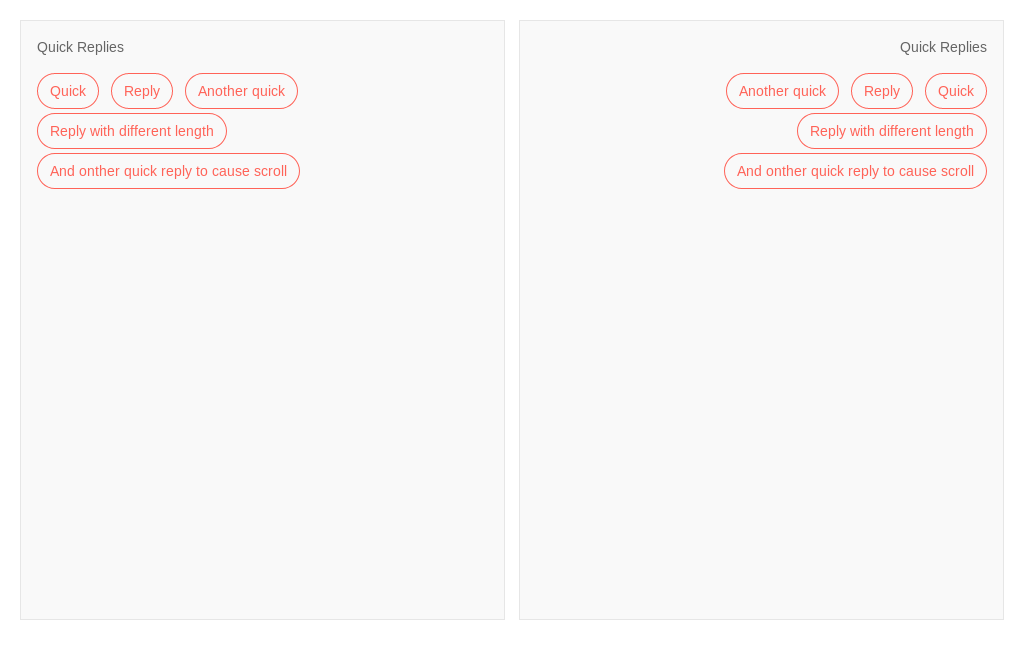 Quick Replies
Quick Reply Another quick
Reply with different length
And onther quick reply to cause scroll
Quick Replies
Another quick Reply Quick
Reply with different length
And onther quick reply to cause scroll